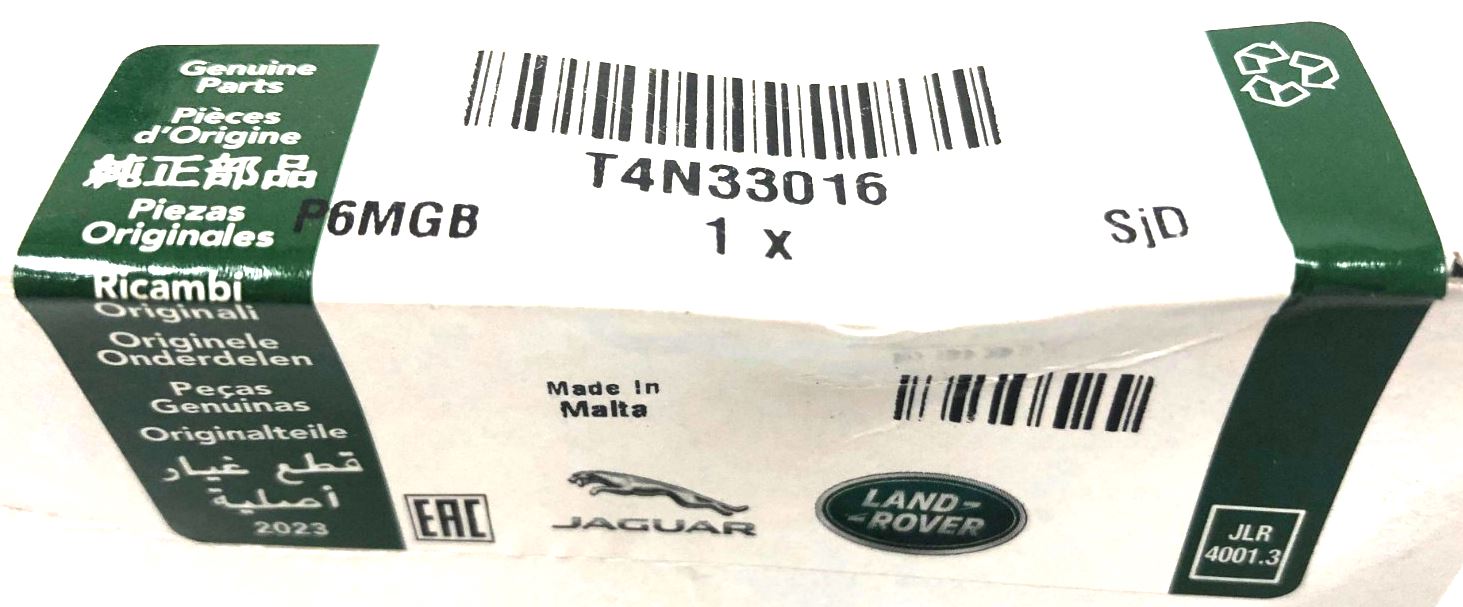 Genuine
Parts
Pièces
d'Origine
純正部品
Piezas
Originales
Ricambi
Originali
Originele
Onderdelen
Peças
Genuinas
Originalteile
قطع غيار
أصلية
2023
T4N33016
P6MGB
1 x
SjD
Made In
Malta
EAC
JAGUAR
LAND-
-ROVER
JLR
4001.3